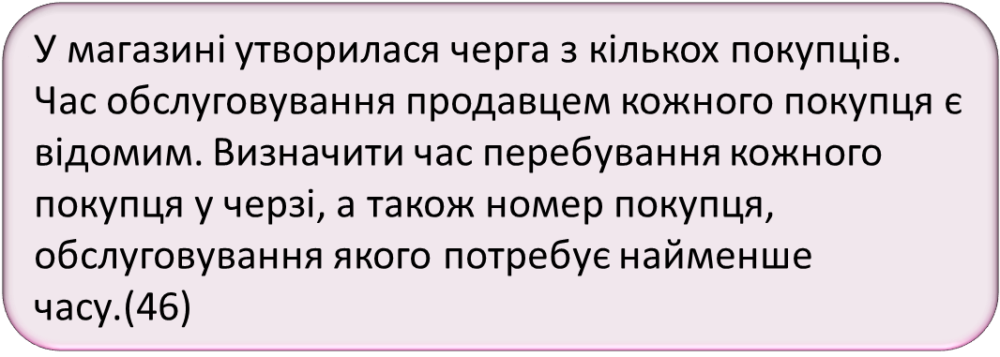 У магазині утворилася черга з кількох покупців.
Час обслуговування продавцем кожного покупця є
відомим. Визначити час перебування кожного
покупця у черзі, а також номер покупця,
обслуговування якого потребує найменше
часу.(46)